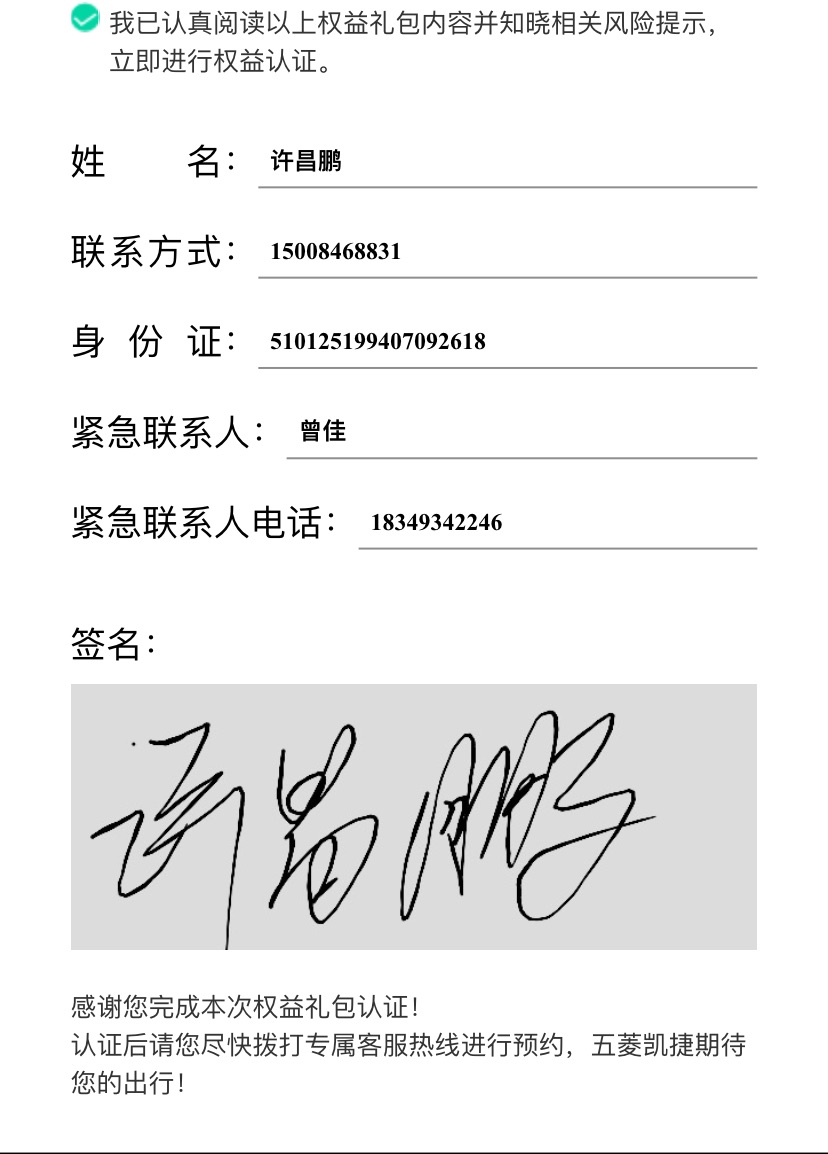 我已认真阅读以上权益礼包内容并知晓相关风险提示，
立即进行权益认证。
姓名： 许昌鹏
联系方式： 15008468831
身份证： 510125199407092618
紧急联系人： 曾佳
紧急联系人电话： 18349342246
签名：
许昌鹏
感谢您完成本次权益礼包认证！
认证后请您尽快拨打专属客服热线进行预约，五菱凯捷期待
您的出行！